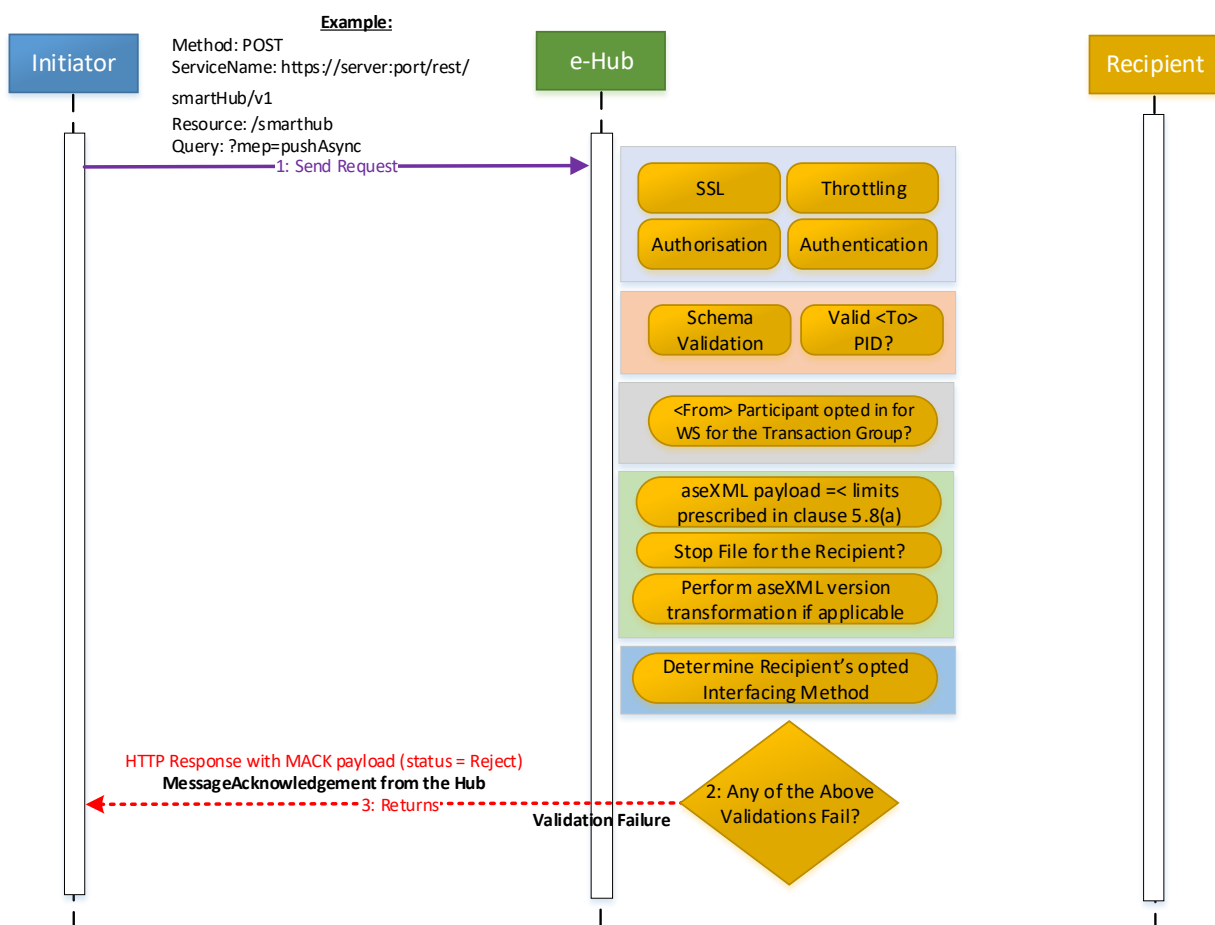 Example:
Method: POST
ServiceName: https://server:port/rest/
smartHub/v1
Resource: /smarthub
Query: ?mep=pushAsync
Initiator
e-Hub
Recipient
1: Send Request
SSL
Throttling
Authorisation
Authentication
Schema
Validation
Valid <To>
PID?
<From> Participant opted in for
WS for the Transaction Group?
aseXML payload =< limits
prescribed in clause 5.8(a)
Stop File for the Recipient?
Perform aseXML version
transformation if applicable
Determine Recipient's opted
Interfacing Method
2: Any of the Above
Validations Fail?
HTTP Response with MACK payload (status = Reject)
MessageAcknowledgement from the Hub
3: Returns
Validation Failure